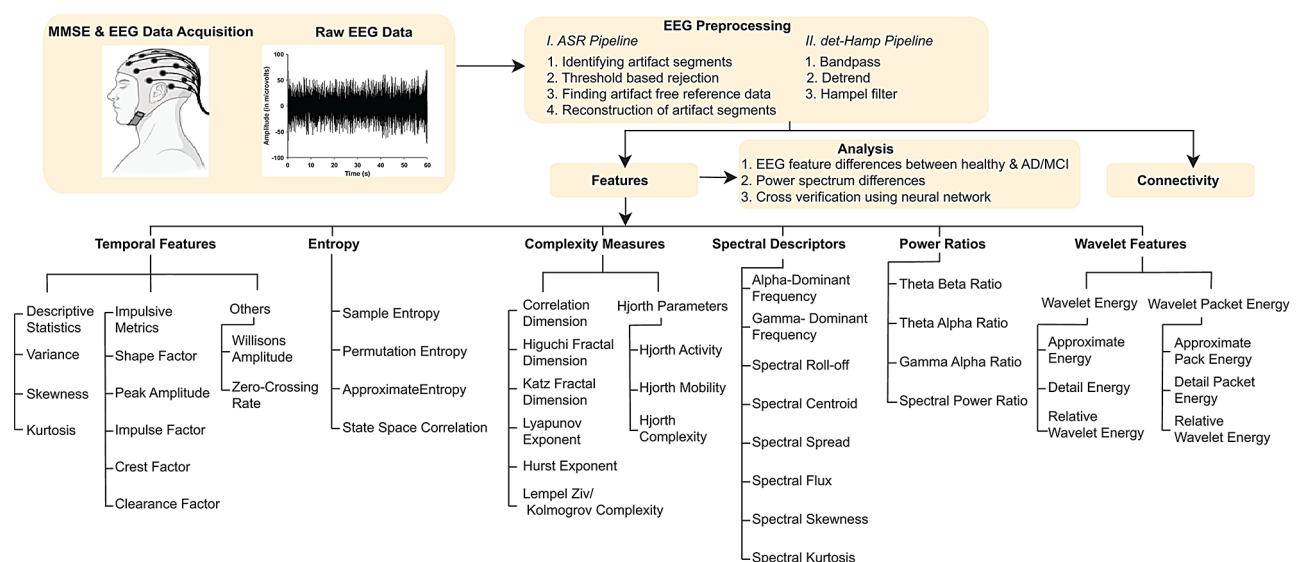 MMSE & EEG Data Acquisition
Raw EEG Data
100
50
0
-50
-100
Amplitude (in microvolts)
0 10 20 30 40 50 60
Time (s)
EEG Preprocessing
I. ASR Pipeline
1. Identifying artifact segments
2. Threshold based rejection
3. Finding artifact free reference data
4. Reconstruction of artifact segments
II. det-Hamp Pipeline
1. Bandpass
2. Detrend
3. Hampel filter
Features
Analysis
1. EEG feature differences between healthy & AD/MCI
2. Power spectrum differences
3. Cross verification using neural network
Connectivity
Temporal Features
Descriptive
Statistics
Variance
Skewness
Kurtosis
Impulsive
Metrics
Shape Factor
Peak Amplitude
Impulse Factor
Crest Factor
Clearance Factor
Others
Willisons
Amplitude
Zero-Crossing
Rate
Entropy
Sample Entropy
Permutation Entropy
ApproximateEntropy
State Space Correlation
Complexity Measures
Correlation
Dimension
Higuchi Fractal
Dimension
Katz Fractal
Dimension
Lyapunov
Exponent
Hurst Exponent
Lempel Ziv/
Kolmogrov Complexity
Hjorth Parameters
Hjorth Activity
Hjorth Mobility
Hjorth
Complexity
Spectral Descriptors
Alpha-Dominant
Frequency
Gamma- Dominant
Frequency
Spectral Roll-off
Spectral Centroid
Spectral Spread
Spectral Flux
Spectral Skewness
Spectral Kurtosis
Power Ratios
Theta Beta Ratio
Theta Alpha Ratio
Gamma Alpha Ratio
Spectral Power Ratio
Wavelet Features
Wavelet Energy
Approximate
Energy
Detail Energy
Relative
Wavelet Energy
Wavelet Packet Energy
Approximate
Pack Energy
Detail Packet
Energy
Relative
Wavelet Energy